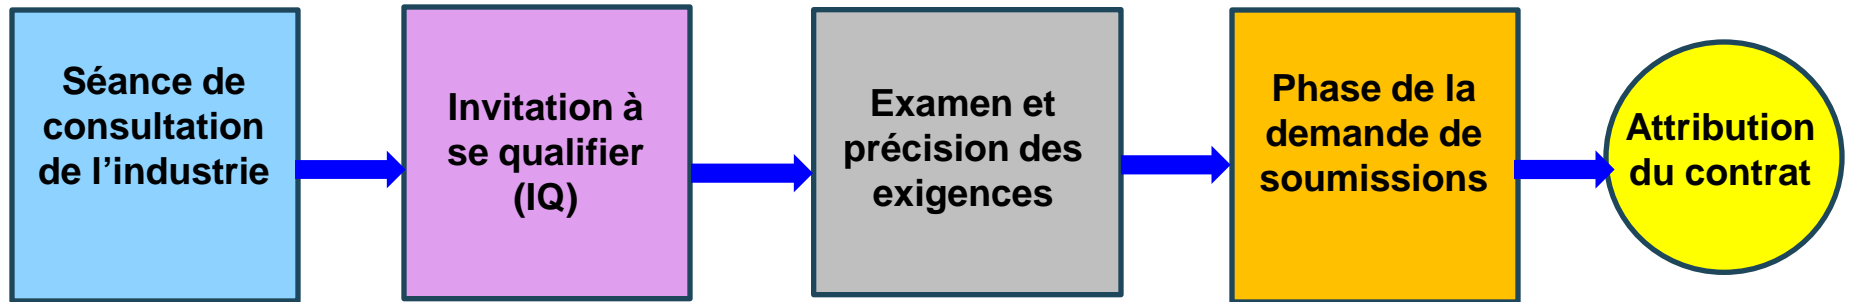 Séance de
consultation
de l’industrie
Invitation à
se qualifier
(IQ)
Examen et
précision des
exigences
Phase de la
demande de
soumissions
Attribution
du contrat